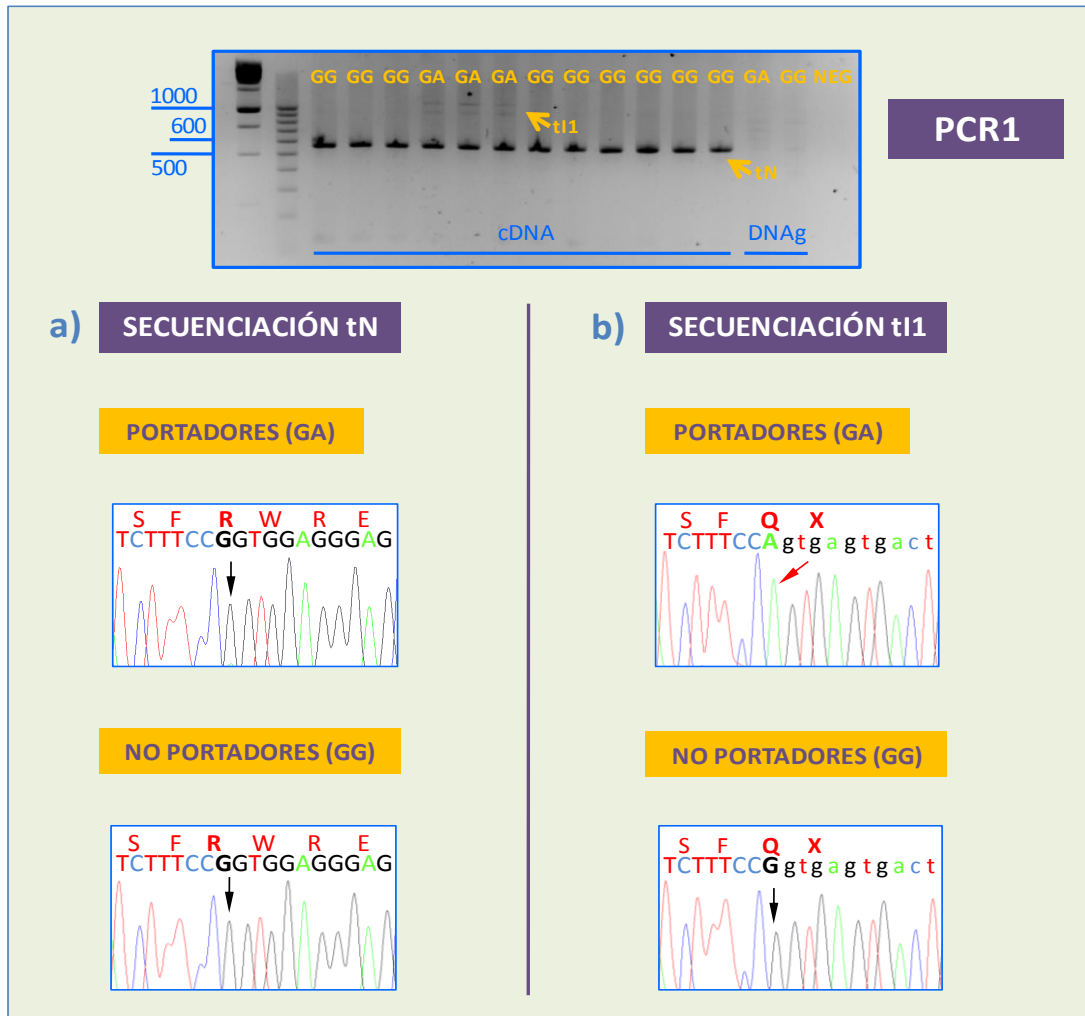 GG GG GG GA GA GA GG GG GG GG GG GG GA GG NEG
1000
600
500
tI1
tN
cDNA
DNAg
PCR1
a) SECUENCIACIÓN tN
PORTADORES (GA)
S F R W R E
TCTTTCCGGTGGAGGGAG
NO PORTADORES (GG)
S F R W R E
TCTTTCCGGTGGAGGGAG
b) SECUENCIACIÓN tI1
PORTADORES (GA)
S F Q X
TCTTTCCAgtgagtgact
NO PORTADORES (GG)
S F Q X
TCTTTCCGgtgagtgact